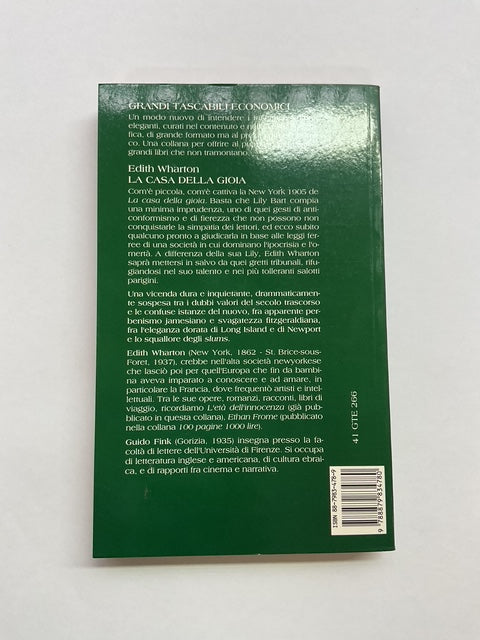 GRANDI TASCABILI ECONOMICI
Un modo nuovo di intendere i
eleganti, curati nel contenuto e
fica, di grande formato ma al
co. Una collana per offrire al
grandi libri che non tramontano.
Edith Wharton
LA CASA DELLA GIOIA
Com'è piccola, com'è cattiva la New York 1905 de
La casa della gioia. Basta che Lily Bart compia
una minima imprudenza, uno di quei gesti di anti-
conformismo e di fierezza che non possono non
conquistarle la simpatia dei lettori, ed ecco subito
qualcuno pronto a giudicarla in base alle leggi fer-
ree di una società in cui dominano l'ipocrisia e l'o-
mertà. A differenza della sua Lily, Edith Wharton
saprà mettersi in salvo da quei gretti tribunali, rifu-
giandosi nel suo talento e nei più tolleranti salotti
parigini.
Una vicenda dura e inquietante, drammaticamen-
te sospesa tra i dubbi valori del secolo trascorso
e le confuse istanze del nuovo, fra apparente per-
benismo jamesiano e svagatezza fitzgeraldiana,
fra l'eleganza dorata di Long Island e di Newport
e lo squallore degli slums.
Edith Wharton (New York, 1862 - St. Brice-sous-
Foret, 1937), crebbe nell'alta società newyorkese
che lasciò poi per quell'Europa che fin da bambi-
na aveva imparato a conoscere e ad amare, in
particolare la Francia, dove frequentò artisti e intel-
lettuali. Tra le sue opere, romanzi, racconti, libri di
viaggio, ricordiamo L'età dell'innocenza (già pub-
blicato in questa collana), Ethan Frome (pubblicato
nella collana 100 pagine 1000 lire).
Guido Fink (Gorizia, 1935) insegna presso la fa-
coltà di lettere dell'Università di Firenze. Si occupa
di letteratura inglese e americana, di cultura ebrai-
ca, e di rapporti fra cinema e narrativa.
41 GTE 266
ISBN 88-7983-478-9
9 788879 834780